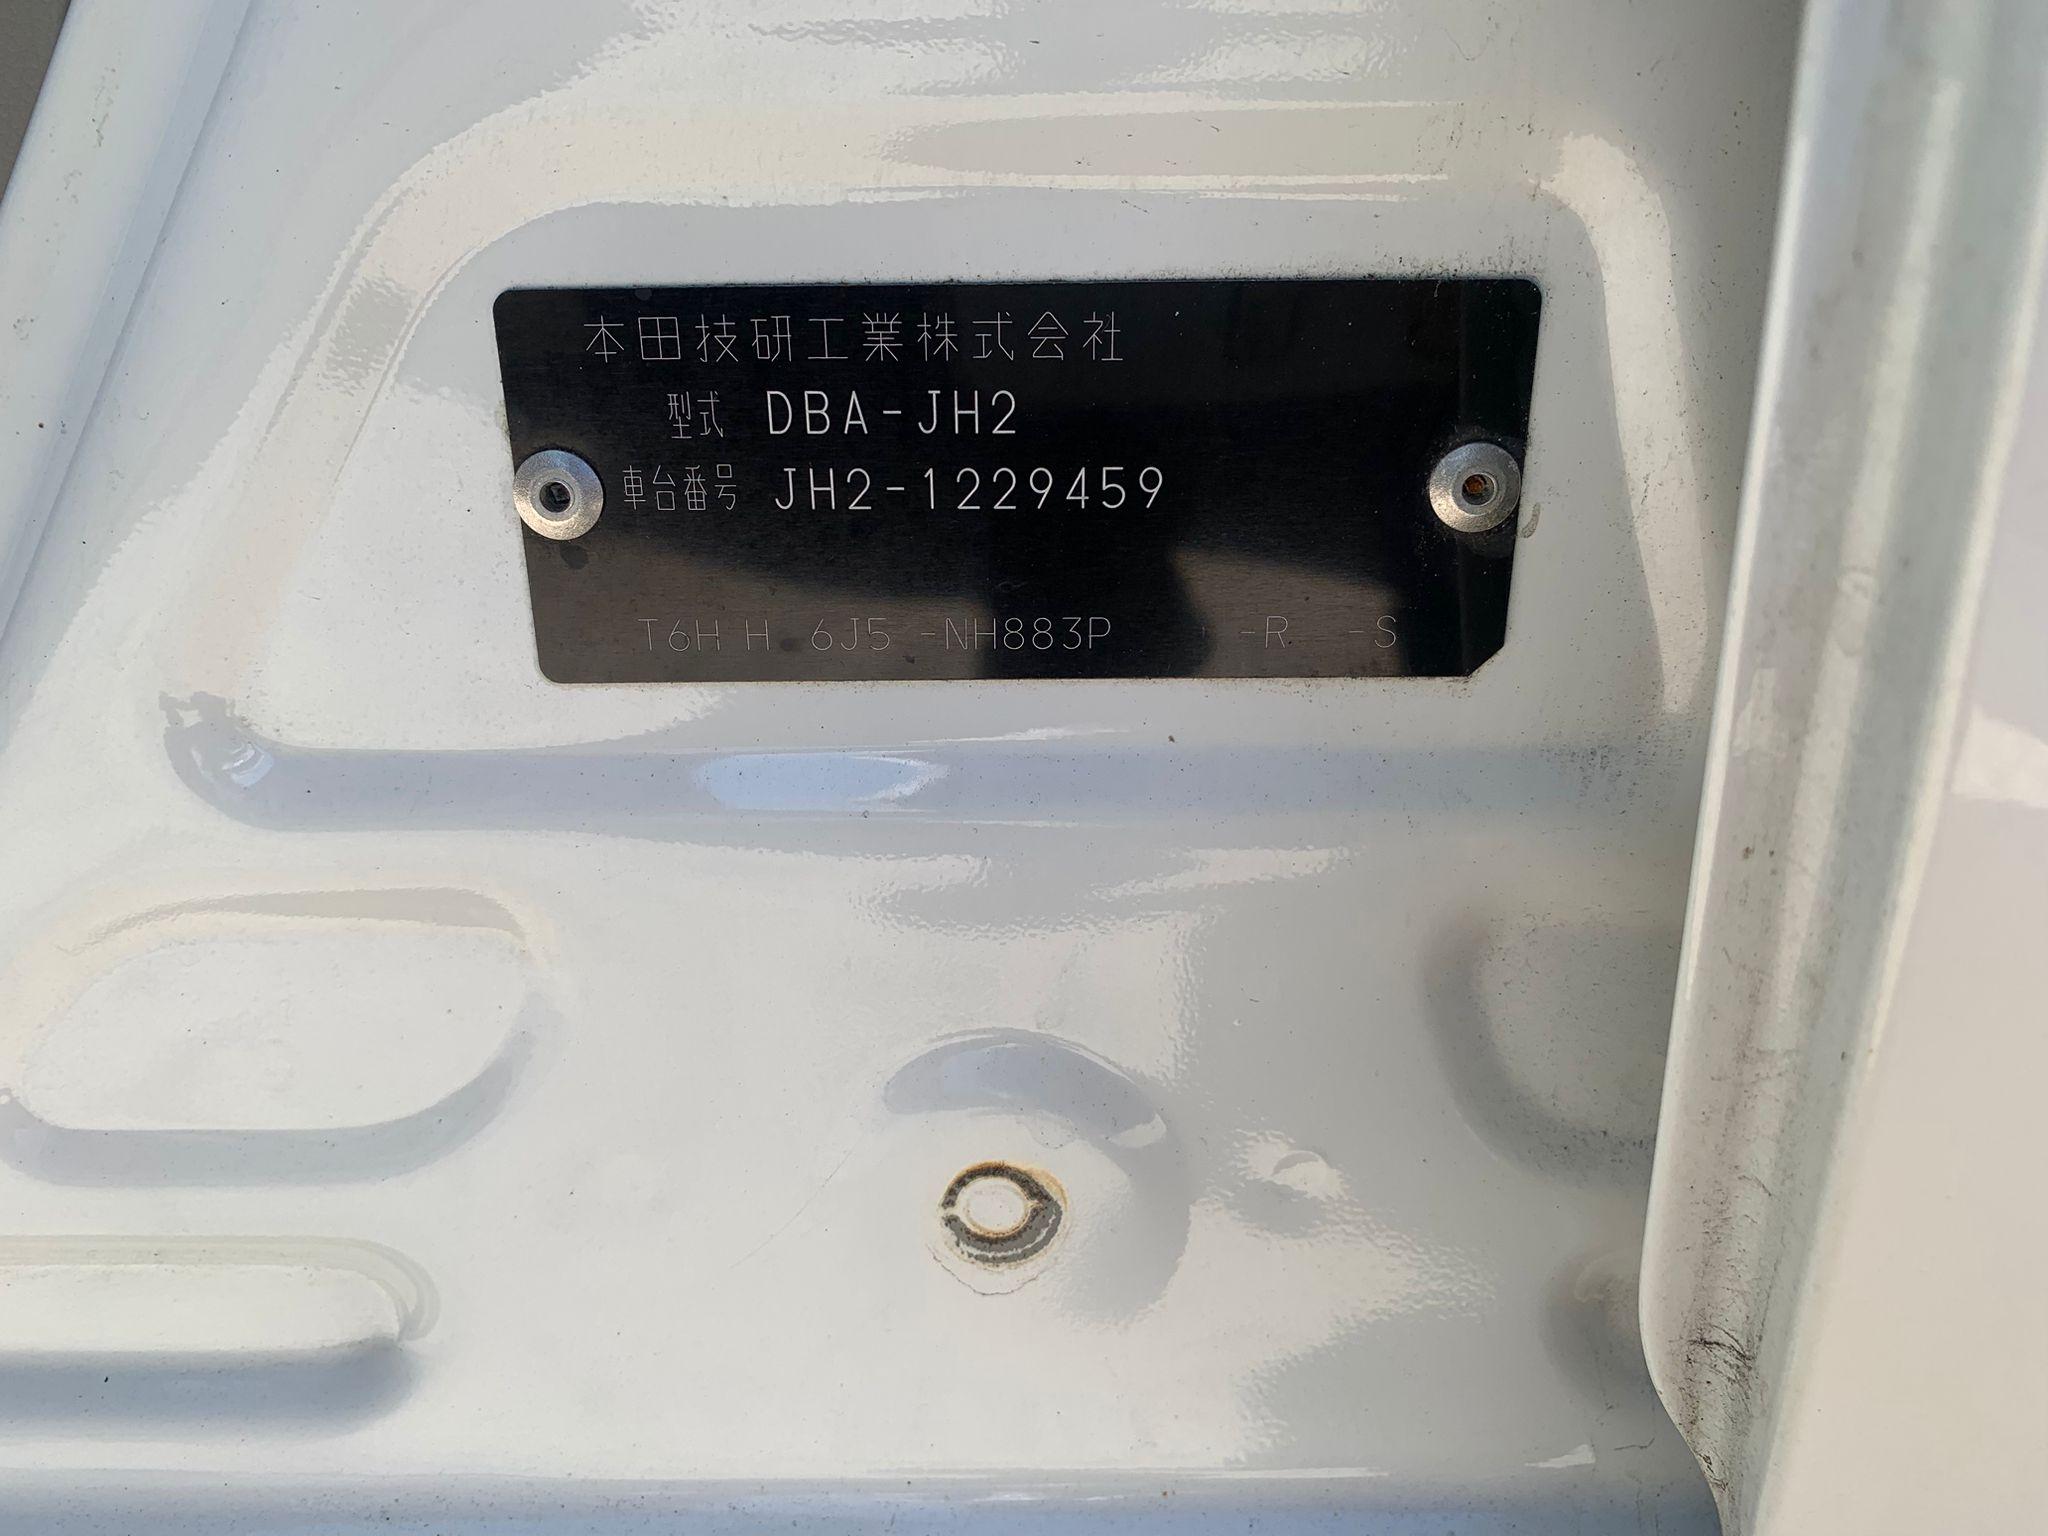 本田技研工業株式会社
型式 DBA-JH2
車台番号 JH2-1229459
T6H H 6J5 -NH883P -R -S